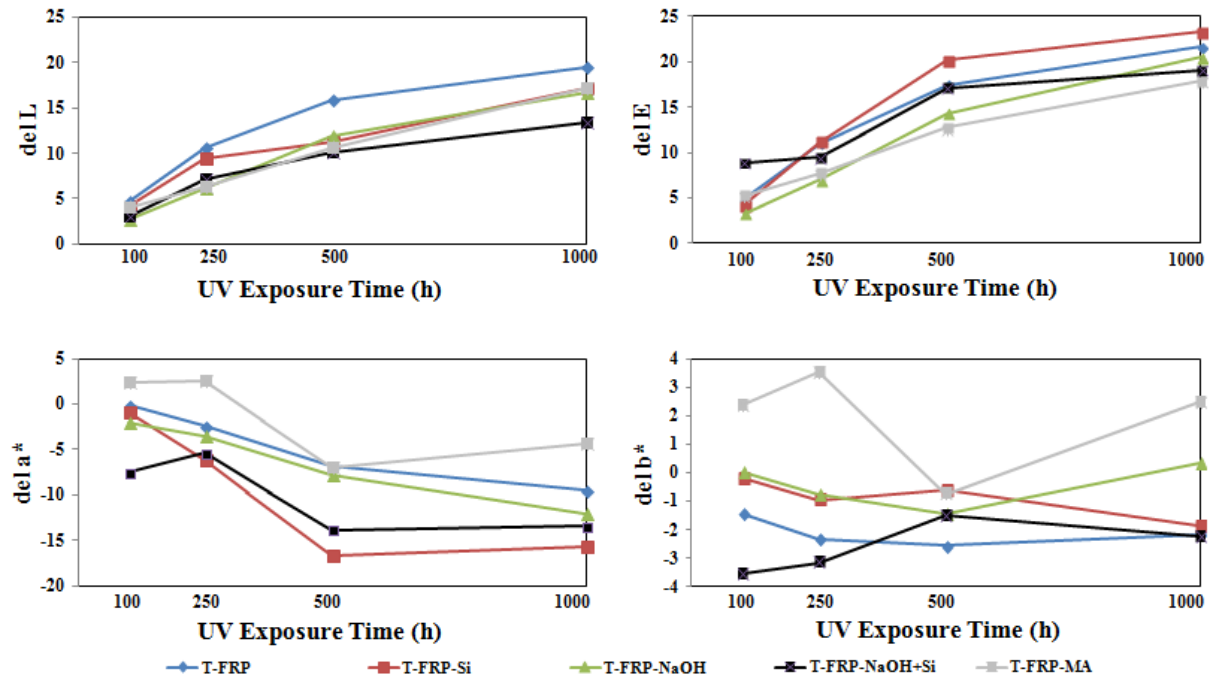 25
20
15
10
5
0
del L
100 250 500 1000
UV Exposure Time (h)
25
20
15
10
5
0
del E
100 250 500 1000
UV Exposure Time (h)
5
0
-5
-10
-15
-20
del a*
100 250 500 1000
UV Exposure Time (h)
4
3
2
1
0
-1
-2
-3
-4
del b*
100 250 500 1000
UV Exposure Time (h)
T-FRP T-FRP-Si T-FRP-NaOH T-FRP-NaOH+Si T-FRP-MA